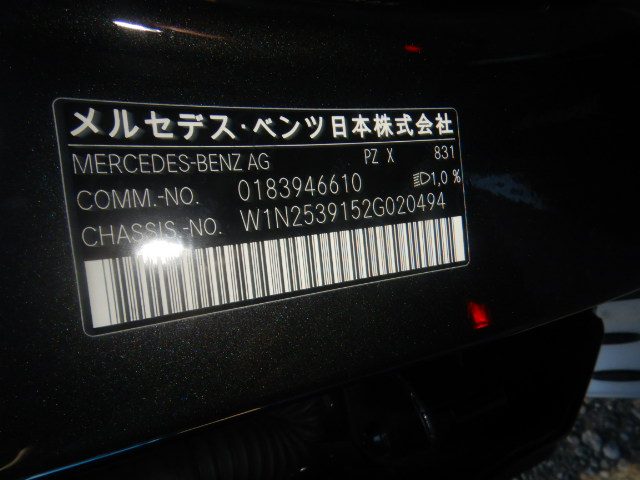 メルセデス・ベンツ日本株式会社
MERCEDES-BENZ AG PZ X 831
COMM.-NO. 0183946610 1,0 %
CHASSIS.-NO. W1N2539152G020494